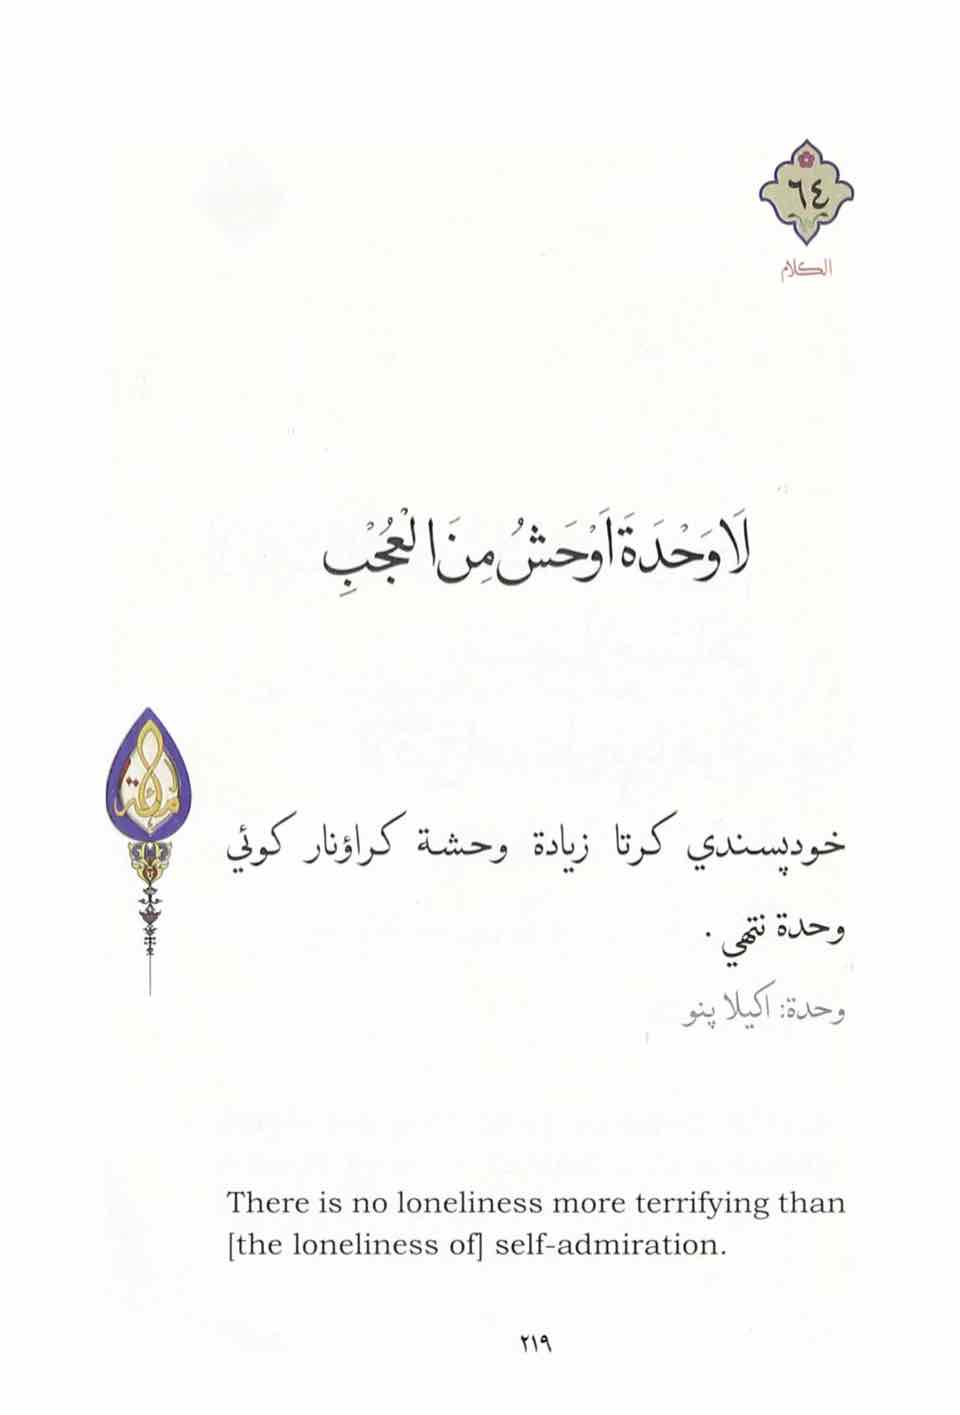 ٦٤
الكلام
لَا وَحْدَةَ اَوْحَشُ مِنَ الْعُجْبِ
خودپسندي كرتا زيادة وحشة كراؤنار كوئي
وحدة نتهي .
وحدة: اكيلا پنو
There is no loneliness more terrifying than
[the loneliness of] self-admiration.
٢١٩